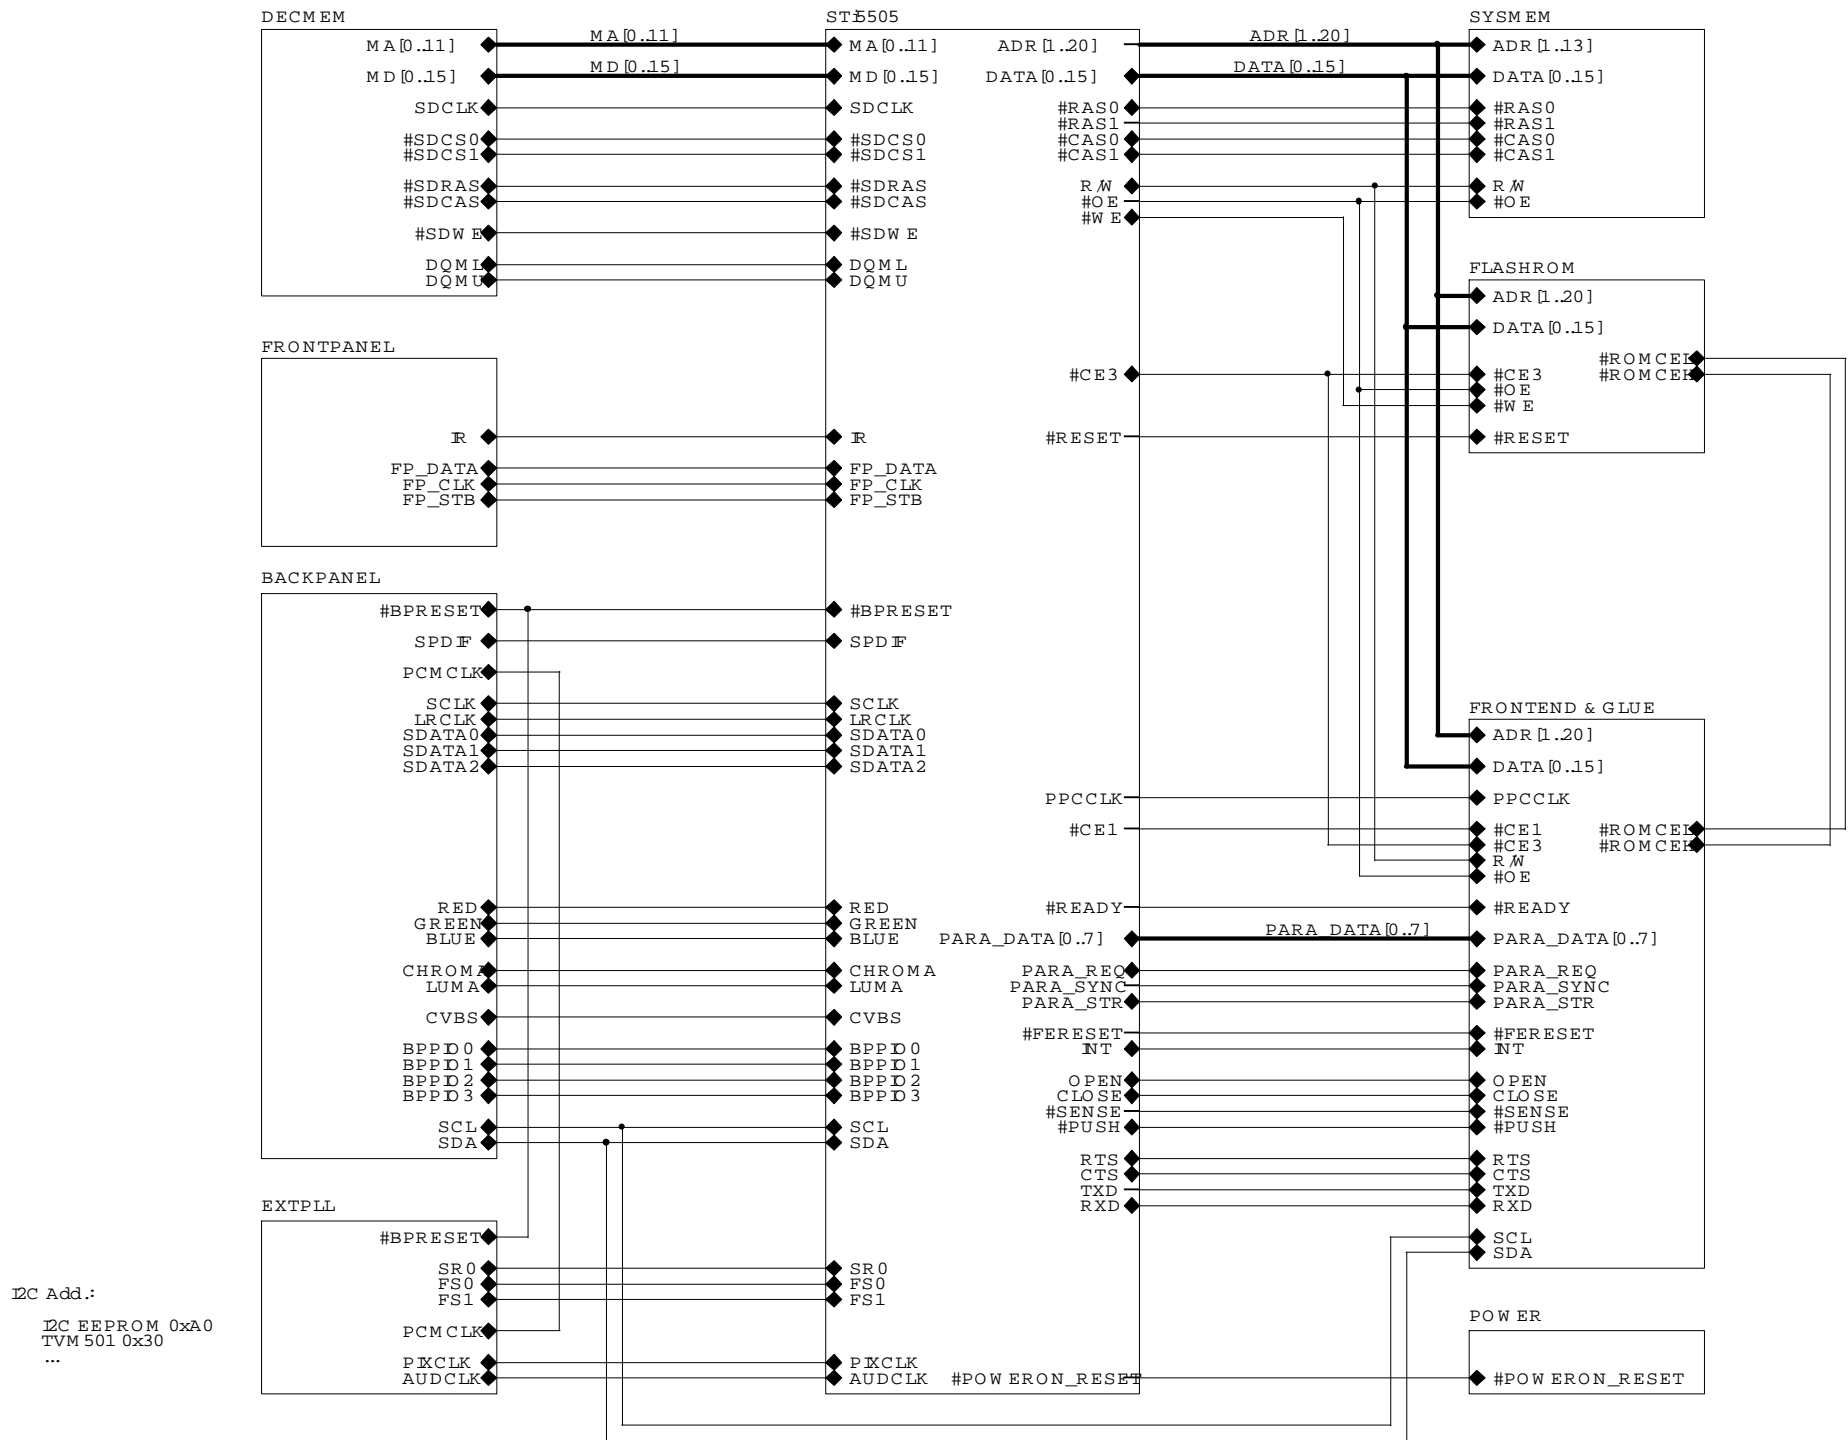 DECMEM
MA[0..11]
MD[0..15]
SDCLK
#SDCS0
#SDCS1
#SDRAS
#SDCAS
#SDWE
DQML
DQMU
MA[0..11]
MD[0..15]
FRONTPANEL
IR
FP_DATA
FP_CLK
FP_STB
BACKPANEL
#BPRESET
SPDIF
PCMCLK
SCLK
LRCLK
SDATA0
SDATA1
SDATA2
RED
GREEN
BLUE
CHROMA
LUMA
CVBS
BPPIO0
BPPIO1
BPPIO2
BPPIO3
SCL
SDA
EXTPLL
#BPRESET
SR0
FS0
FS1
PCMCLK
PIXCLK
AUDCLK
I2C Add.:
I2C EEPROM 0xA0
TVM501 0x30
...
STi5505
MA[0..11]
MD[0..15]
SDCLK
#SDCS0
#SDCS1
#SDRAS
#SDCAS
#SDWE
DQML
DQMU
IR
FP_DATA
FP_CLK
FP_STB
#BPRESET
SPDIF
SCLK
LRCLK
SDATA0
SDATA1
SDATA2
RED
GREEN
BLUE
CHROMA
LUMA
CVBS
BPPIO0
BPPIO1
BPPIO2
BPPIO3
SCL
SDA
SR0
FS0
FS1
PIXCLK
AUDCLK
ADR[1..20]
DATA[0..15]
#RAS0
#RAS1
#CAS0
#CAS1
R/W
#OE
#WE
#CE3
#RESET
PPCCLK
#CE1
#READY
PARA_DATA[0..7]
PARA_REQ
PARA_SYNC
PARA_STR
#FERESET
INT
OPEN
CLOSE
#SENSE
#PUSH
RTS
CTS
TXD
RXD
#POWERON_RESET
ADR[1..20]
DATA[0..15]
PARA_DATA[0..7]
SYSMEM
ADR[1..13]
DATA[0..15]
#RAS0
#RAS1
#CAS0
#CAS1
R/W
#OE
FLASHROM
ADR[1..20]
DATA[0..15]
#CE3
#OE
#WE
#RESET
#ROMCEL
#ROMCEH
FRONTEND & GLUE
ADR[1..20]
DATA[0..15]
PPCCLK
#CE1
#CE3
R/W
#OE
#ROMCEL
#ROMCEH
#READY
PARA_DATA[0..7]
PARA_REQ
PARA_SYNC
PARA_STR
#FERESET
INT
OPEN
CLOSE
#SENSE
#PUSH
RTS
CTS
TXD
RXD
SCL
SDA
POWER
#POWERON_RESET